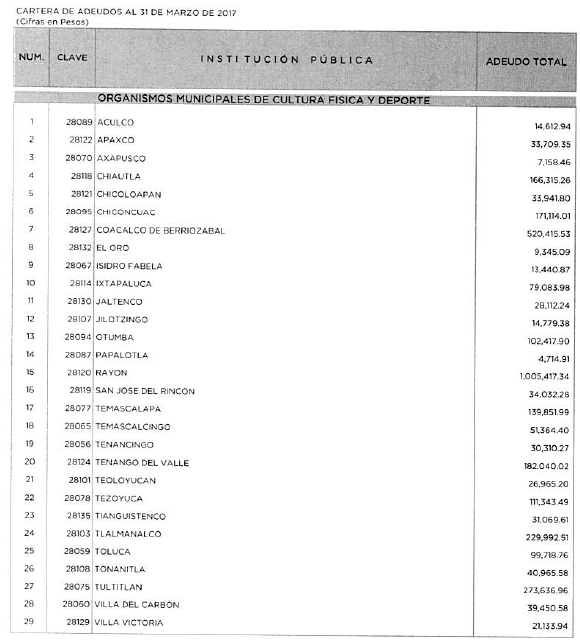 CARTERA DE ADEUDOS AL 31 DE MARZO DE 2017
(Cifras en Pesos)
NUM. CLAVE INSTITUCIÓN PÚBLICA ADEUDO TOTAL
ORGANISMOS MUNICIPALES DE CULTURA FISICA Y DEPORTE
1 28089 ACULCO 14,612.94
2 28122 APAXCO 33,709.35
3 28070 AXAPUSCO 7,158.46
4 28118 CHIAUTLA 166,315.26
5 28121 CHICOLOAPAN 33,941.80
6 28095 CHICONCUAC 171,114.01
7 28127 COACALCO DE BERRIOZABAL 520,415.53
8 28132 EL ORO 9,345.09
9 28067 ISIDRO FABELA 13,440.87
10 28114 IXTAPALUCA 79,083.98
11 28130 JALTENCO 28,112.24
12 28107 JILOTZINGO 14,779.38
13 28094 OTUMBA 102,417.90
14 28087 PAPALOTLA 4,714.91
15 28120 RAYON 1,005,417.34
16 28119 SAN JOSE DEL RINCON 34,032.28
17 28077 TEMASCALAPA 139,851.99
18 28065 TEMASCALCINGO 51,364.40
19 28056 TENANCINGO 30,310.27
20 28124 TENANGO DEL VALLE 182,040.02
21 28101 TEOLOYUCAN 26,965.20
22 28078 TEZOYUCA 111,343.49
23 28135 TIANGUISTENCO 31,069.61
24 28103 TLALMANALCO 229,992.51
25 28059 TOLUCA 99,718.76
26 28108 TONANITLA 40,965.58
27 28075 TULTITLAN 273,636.96
28 28060 VILLA DEL CARBÓN 39,450.58
29 28129 VILLA VICTORIA 21,133.94